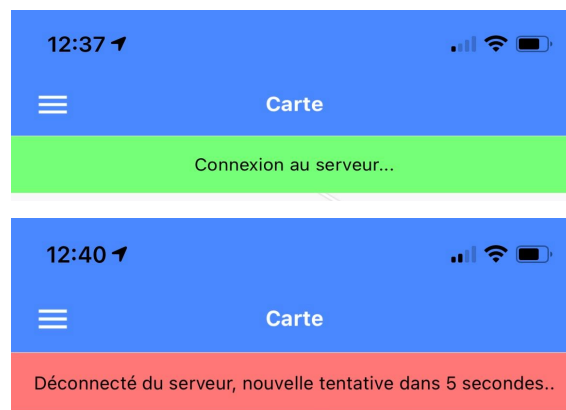 12:37
Carte
Connexion au serveur...
12:40
Carte
Déconnecté du serveur, nouvelle tentative dans 5 secondes..